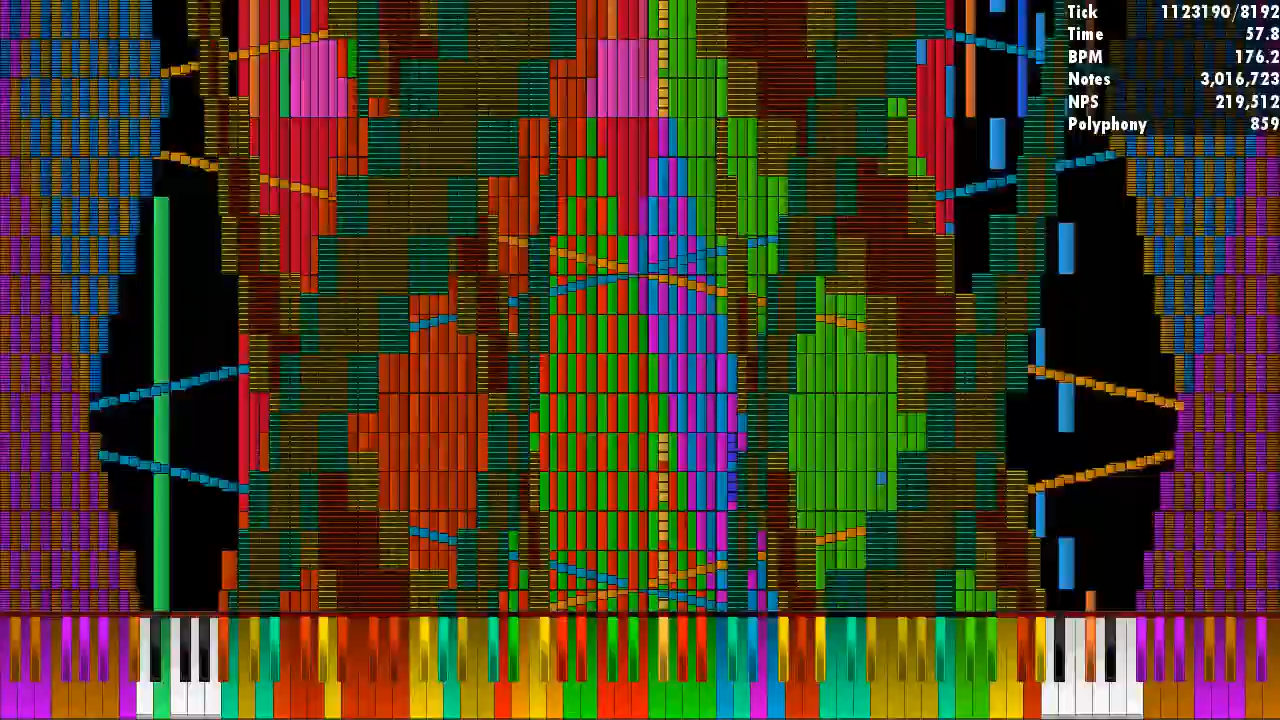 Tick 1123190/8192
Time 57.8
BPM 176.2
Notes 3,016,723
NPS 219,512
Polyphony 859